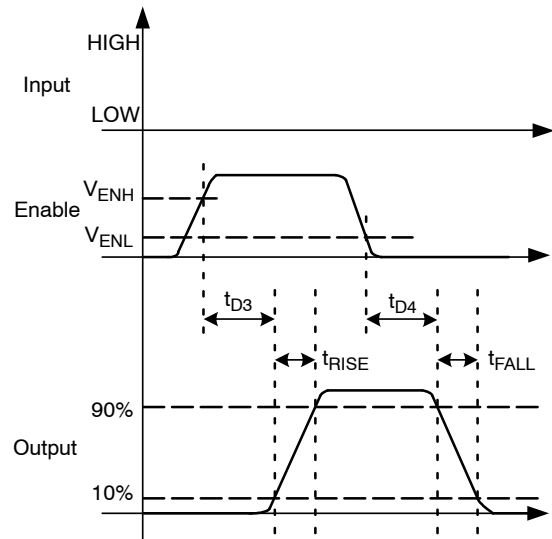 HIGH
Input
LOW
V_ENH
Enable
V_ENL
t_D3
t_D4
t_RISE
t_FALL
90%
Output
10%